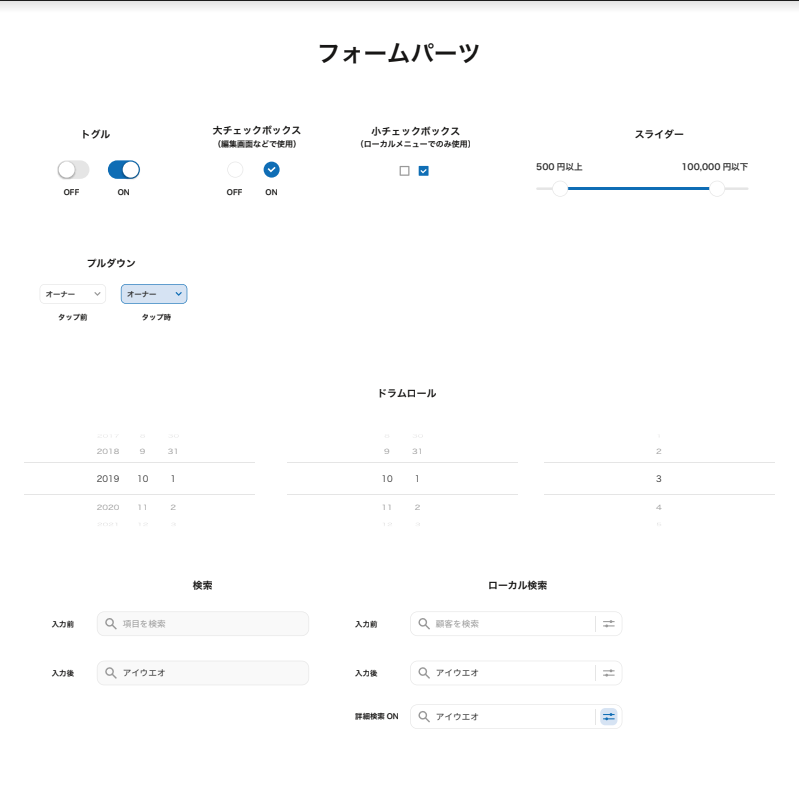 フォームパーツ
トグル
OFF
ON
大チェックボックス
（編集画面などで使用）
OFF
ON
小チェックボックス
（ローカルメニューでのみ使用）
スライダー
500 円以上
100,000 円以下
プルダウン
オーナー
オーナー
タップ前
タップ時
ドラムロール
2018 9 31
2019 10 1
2020 11 2
9 31
10 1
11 2
2
3
4
検索
入力前
項目を検索
入力後
アイウエオ
ローカル検索
入力前
顧客を検索
入力後
アイウエオ
詳細検索 ON
アイウエオ